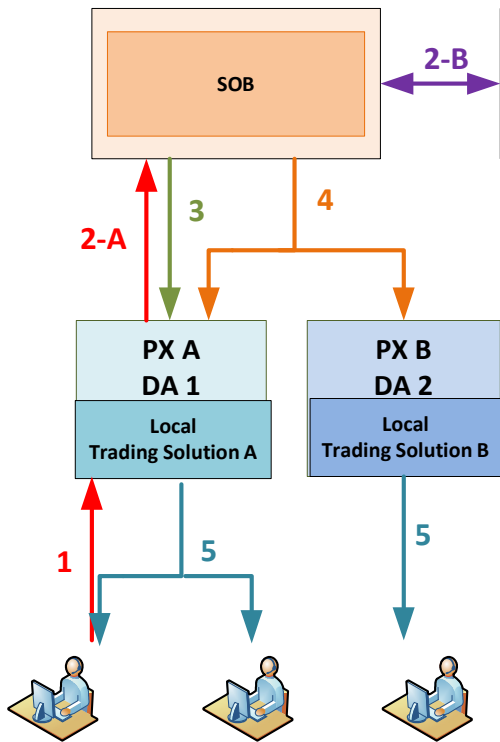 SOB
2-B
3
4
2-A
PX A
DA 1
PX B
DA 2
Local
Trading Solution A
Local
Trading Solution B
1
5
5